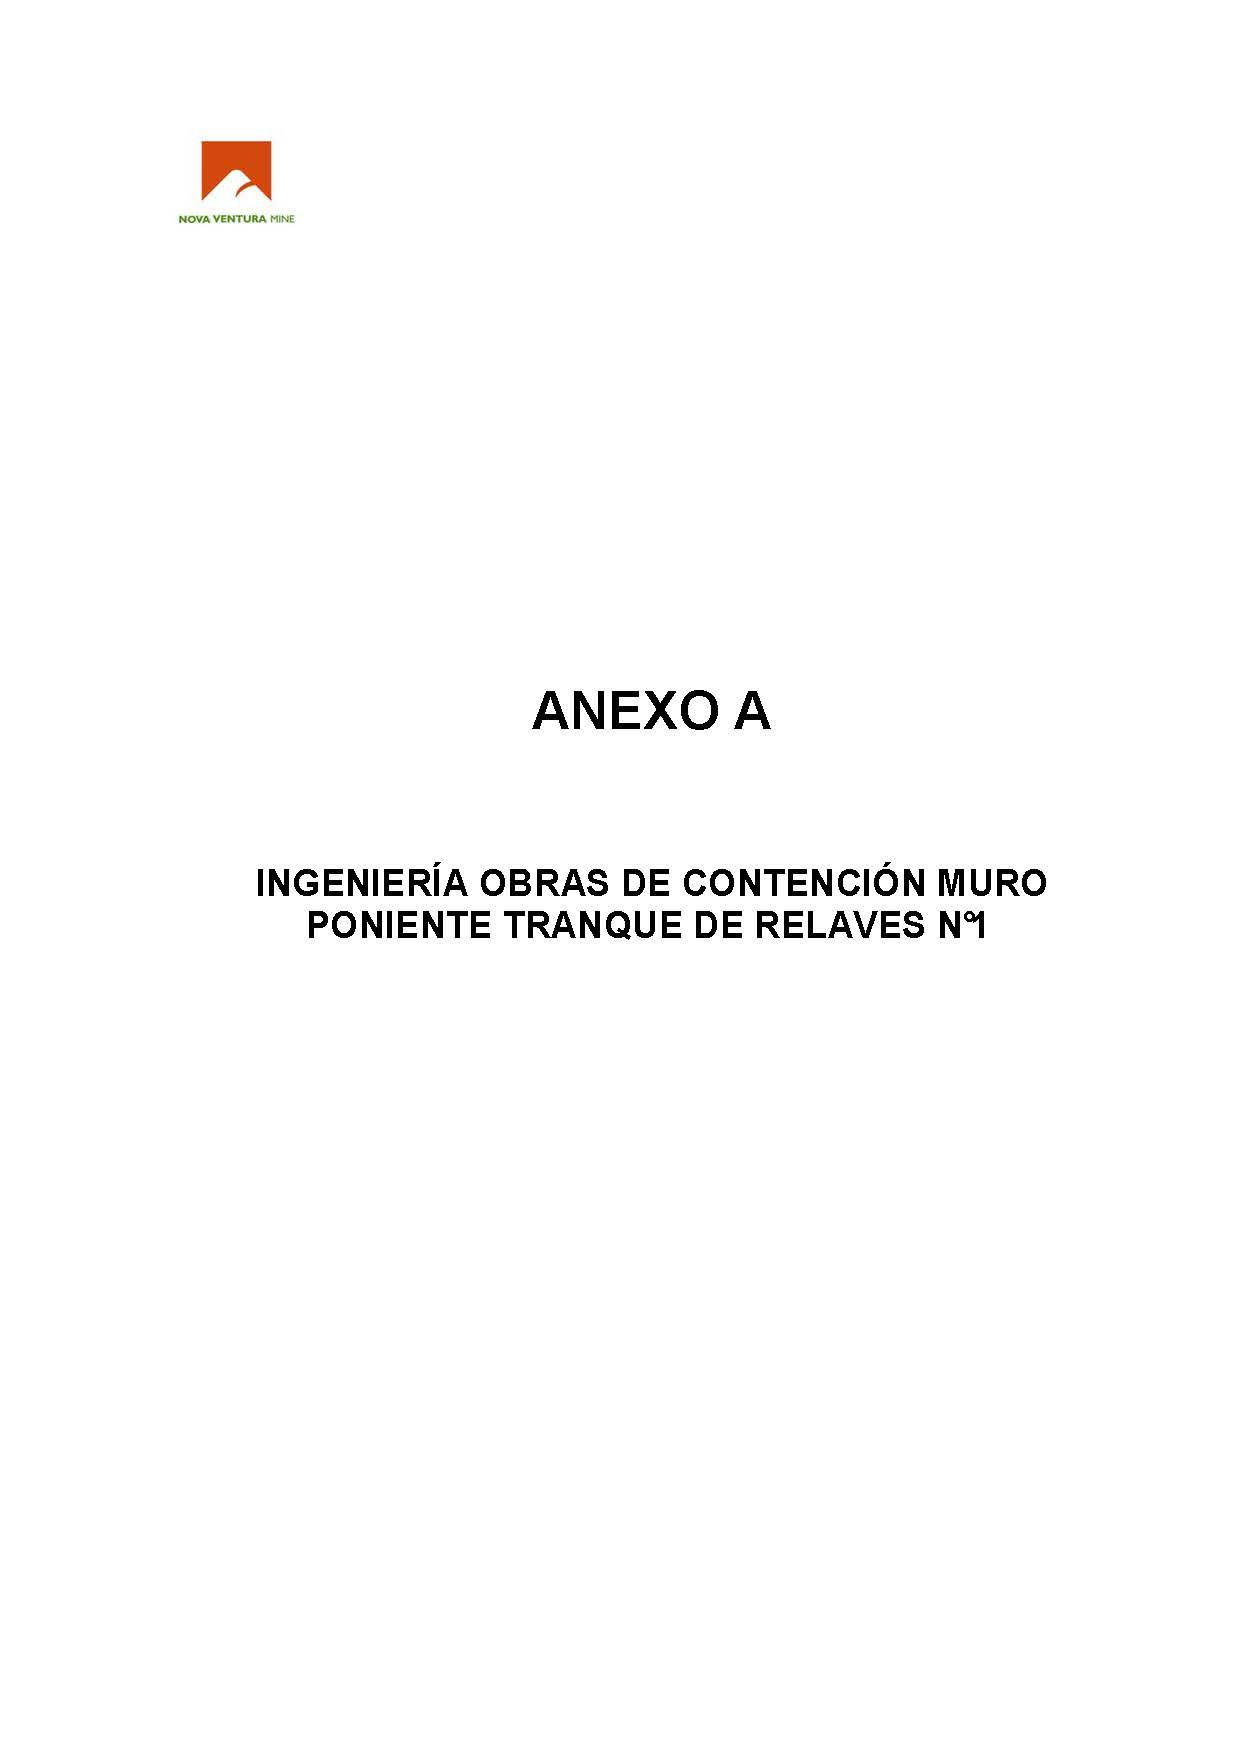 NOVA VENTURA MINE
ANEXO A
INGENIERÍA OBRAS DE CONTENCIÓN MURO
PONIENTE TRANQUE DE RELAVES N°1